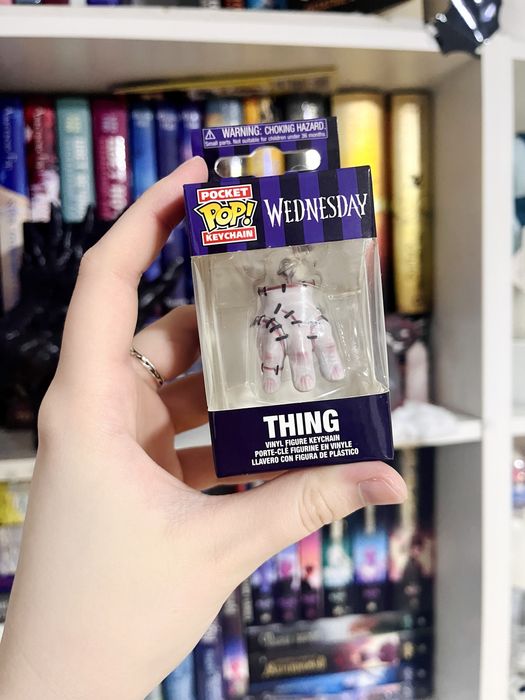 WARNING: CHOKING HAZARD.
Small parts. Not suitable for children under 36 months.
POCKET
POP!
KEYCHAIN
WEDNESDAY
THING
VINYL FIGURE KEYCHAIN
PORTE-CLÉ FIGURINE EN VINYLE
LLAVERO CON FIGURA DE PLÁSTICO